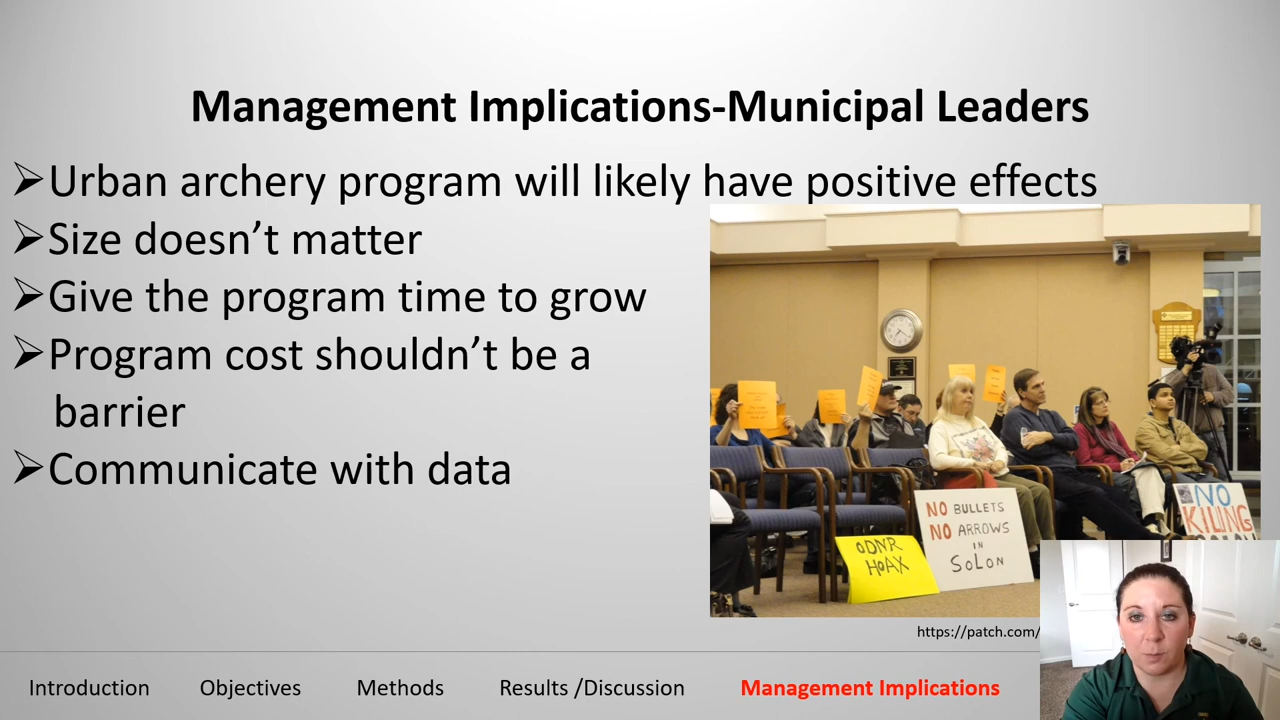 Management Implications-Municipal Leaders
➢Urban archery program will likely have positive effects
➢Size doesn't matter
➢Give the program time to grow
➢Program cost shouldn't be a
barrier
➢Communicate with data
ODNR
HOAX
NO BULLETS
NO ARROWS
IN
SOLON
NO
KILLING
https://patch.com/
Introduction
Objectives
Methods
Results /Discussion
Management Implications